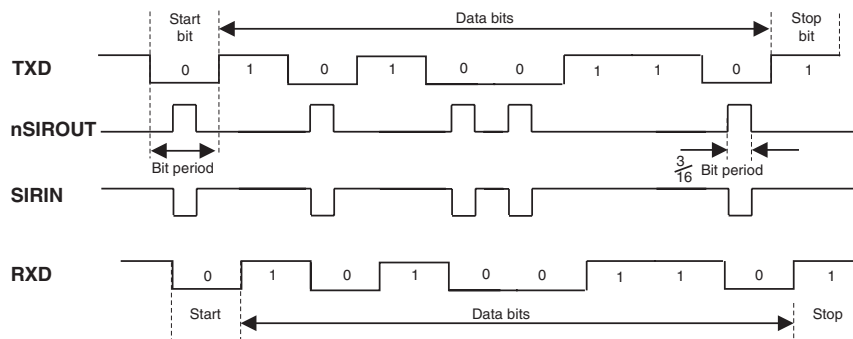 Start bit
Data bits
Stop bit
TXD
0 1 0 1 0 0 1 1 0 1
nSIROUT
Bit period
3/16 Bit period
SIRIN
RXD
0 1 0 1 0 0 1 1 0 1
Start
Data bits
Stop